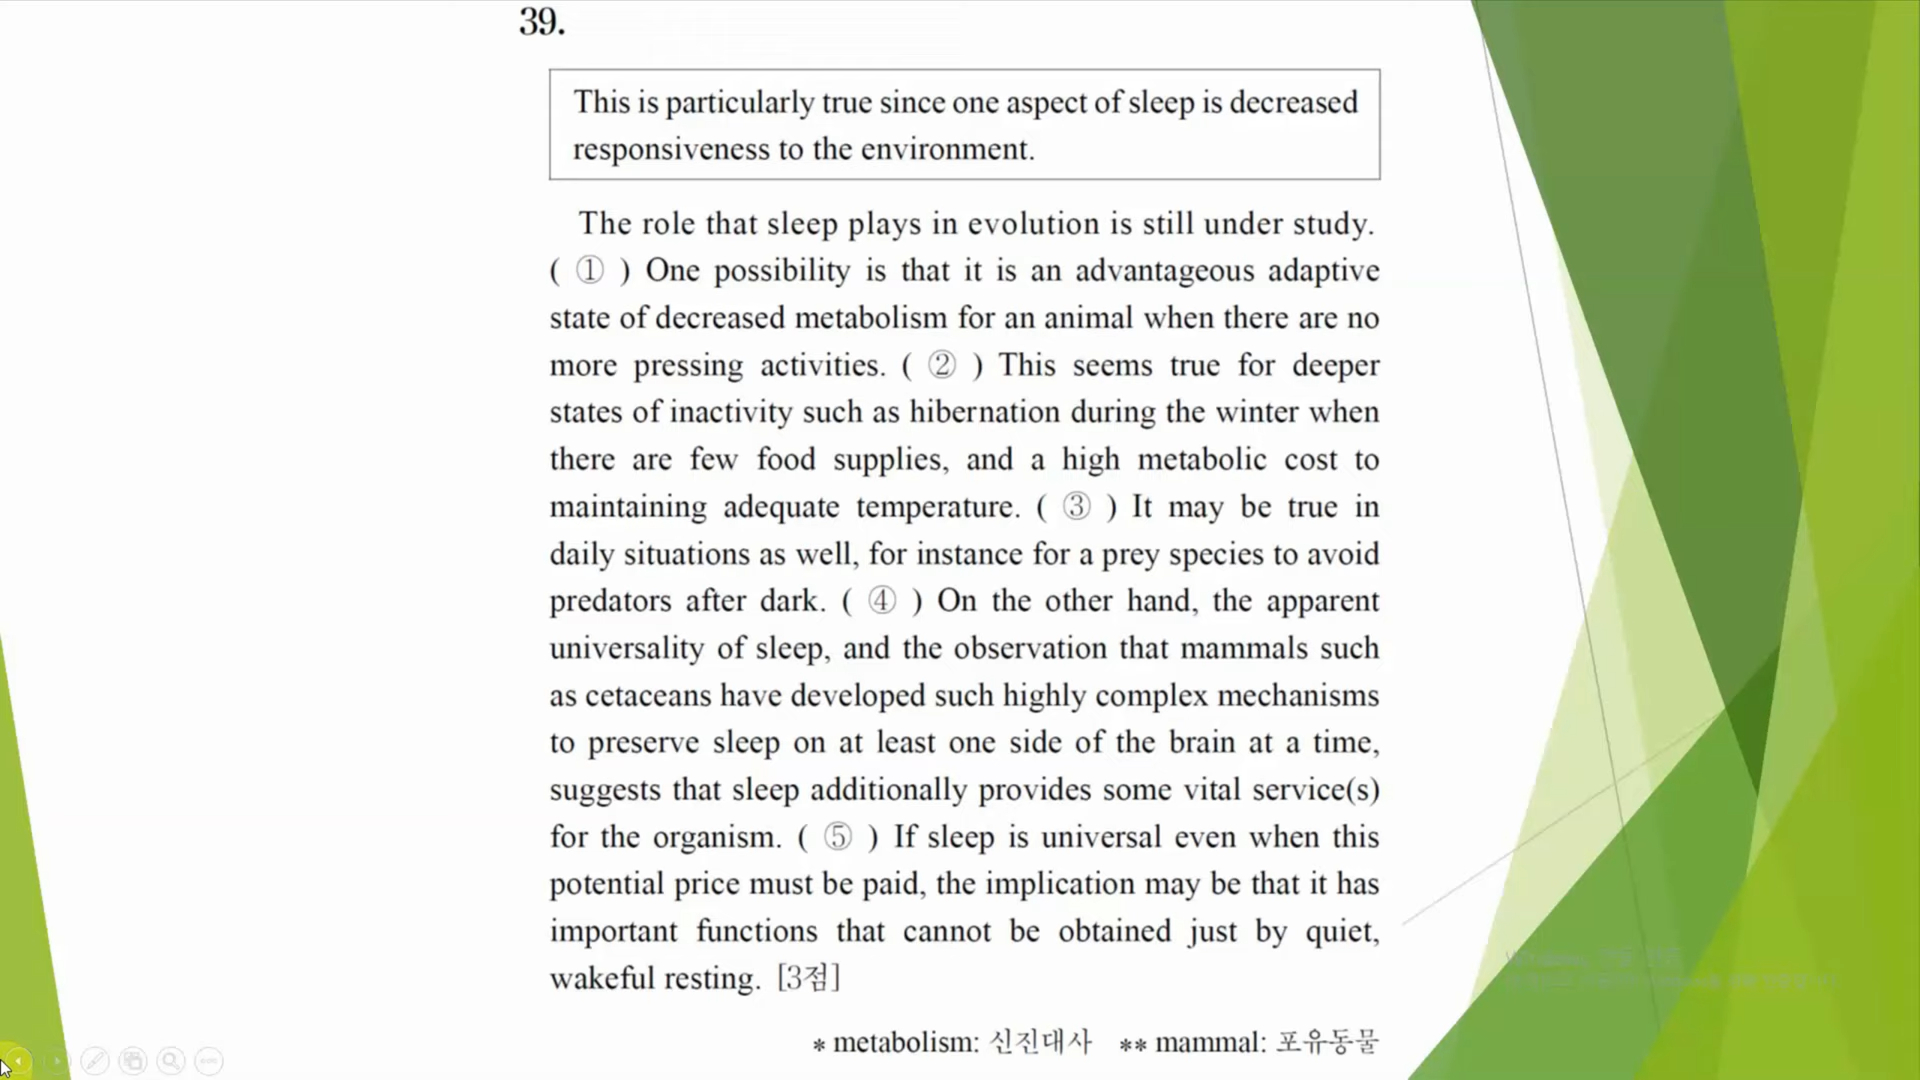 39.
This is particularly true since one aspect of sleep is decreased
responsiveness to the environment.
The role that sleep plays in evolution is still under study.
( ① ) One possibility is that it is an advantageous adaptive
state of decreased metabolism for an animal when there are no
more pressing activities. ( ② ) This seems true for deeper
states of inactivity such as hibernation during the winter when
there are few food supplies, and a high metabolic cost to
maintaining adequate temperature. ( ③ ) It may be true in
daily situations as well, for instance for a prey species to avoid
predators after dark. ( ④ ) On the other hand, the apparent
universality of sleep, and the observation that mammals such
as cetaceans have developed such highly complex mechanisms
to preserve sleep on at least one side of the brain at a time,
suggests that sleep additionally provides some vital service(s)
for the organism. ( ⑤ ) If sleep is universal even when this
potential price must be paid, the implication may be that it has
important functions that cannot be obtained just by quiet,
wakeful resting. [3점]
* metabolism: 신진대사 ** mammal: 포유동물